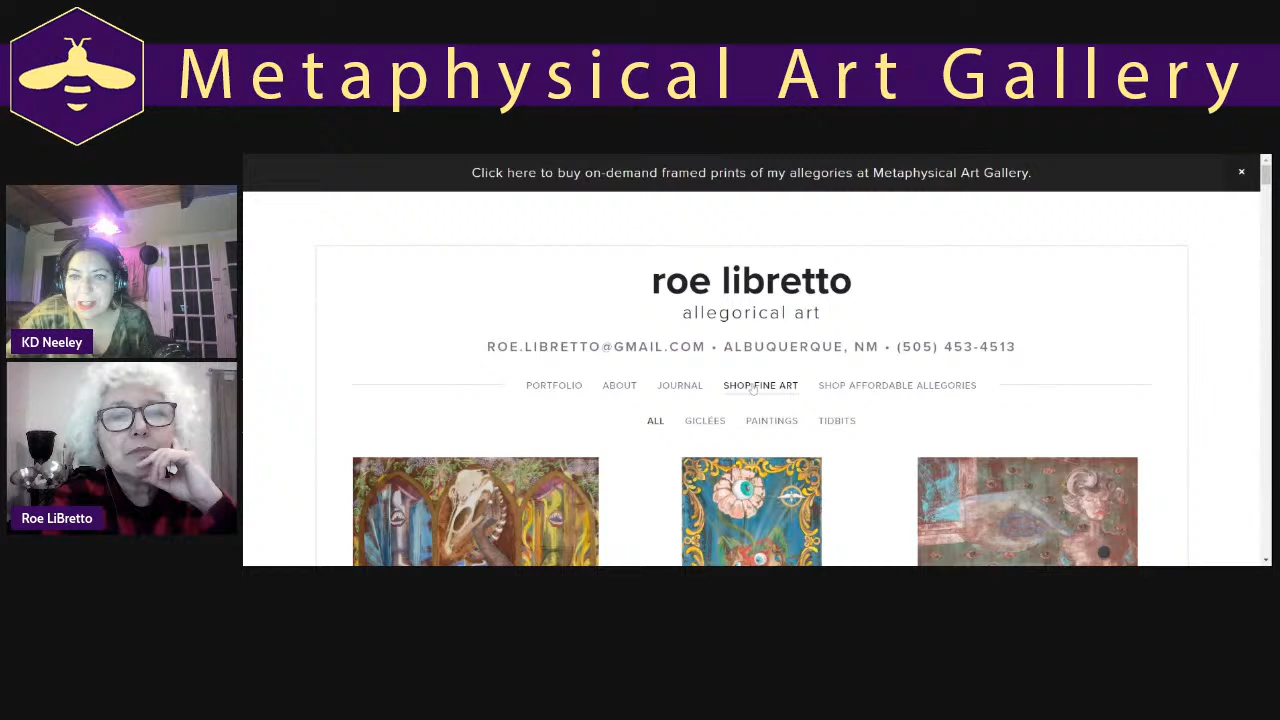 Metaphysical Art Gallery
Click here to buy on-demand framed prints of my allegories at Metaphysical Art Gallery.
×
roe libretto
allegorical art
ROE.LIBRETTO@GMAIL.COM • ALBUQUERQUE, NM • (505) 453-4513
PORTFOLIO ABOUT JOURNAL SHOP FINE ART SHOP AFFORDABLE ALLEGORIES
ALL GICLÉES PAINTINGS TIDBITS
KD Neeley
Roe LiBretto